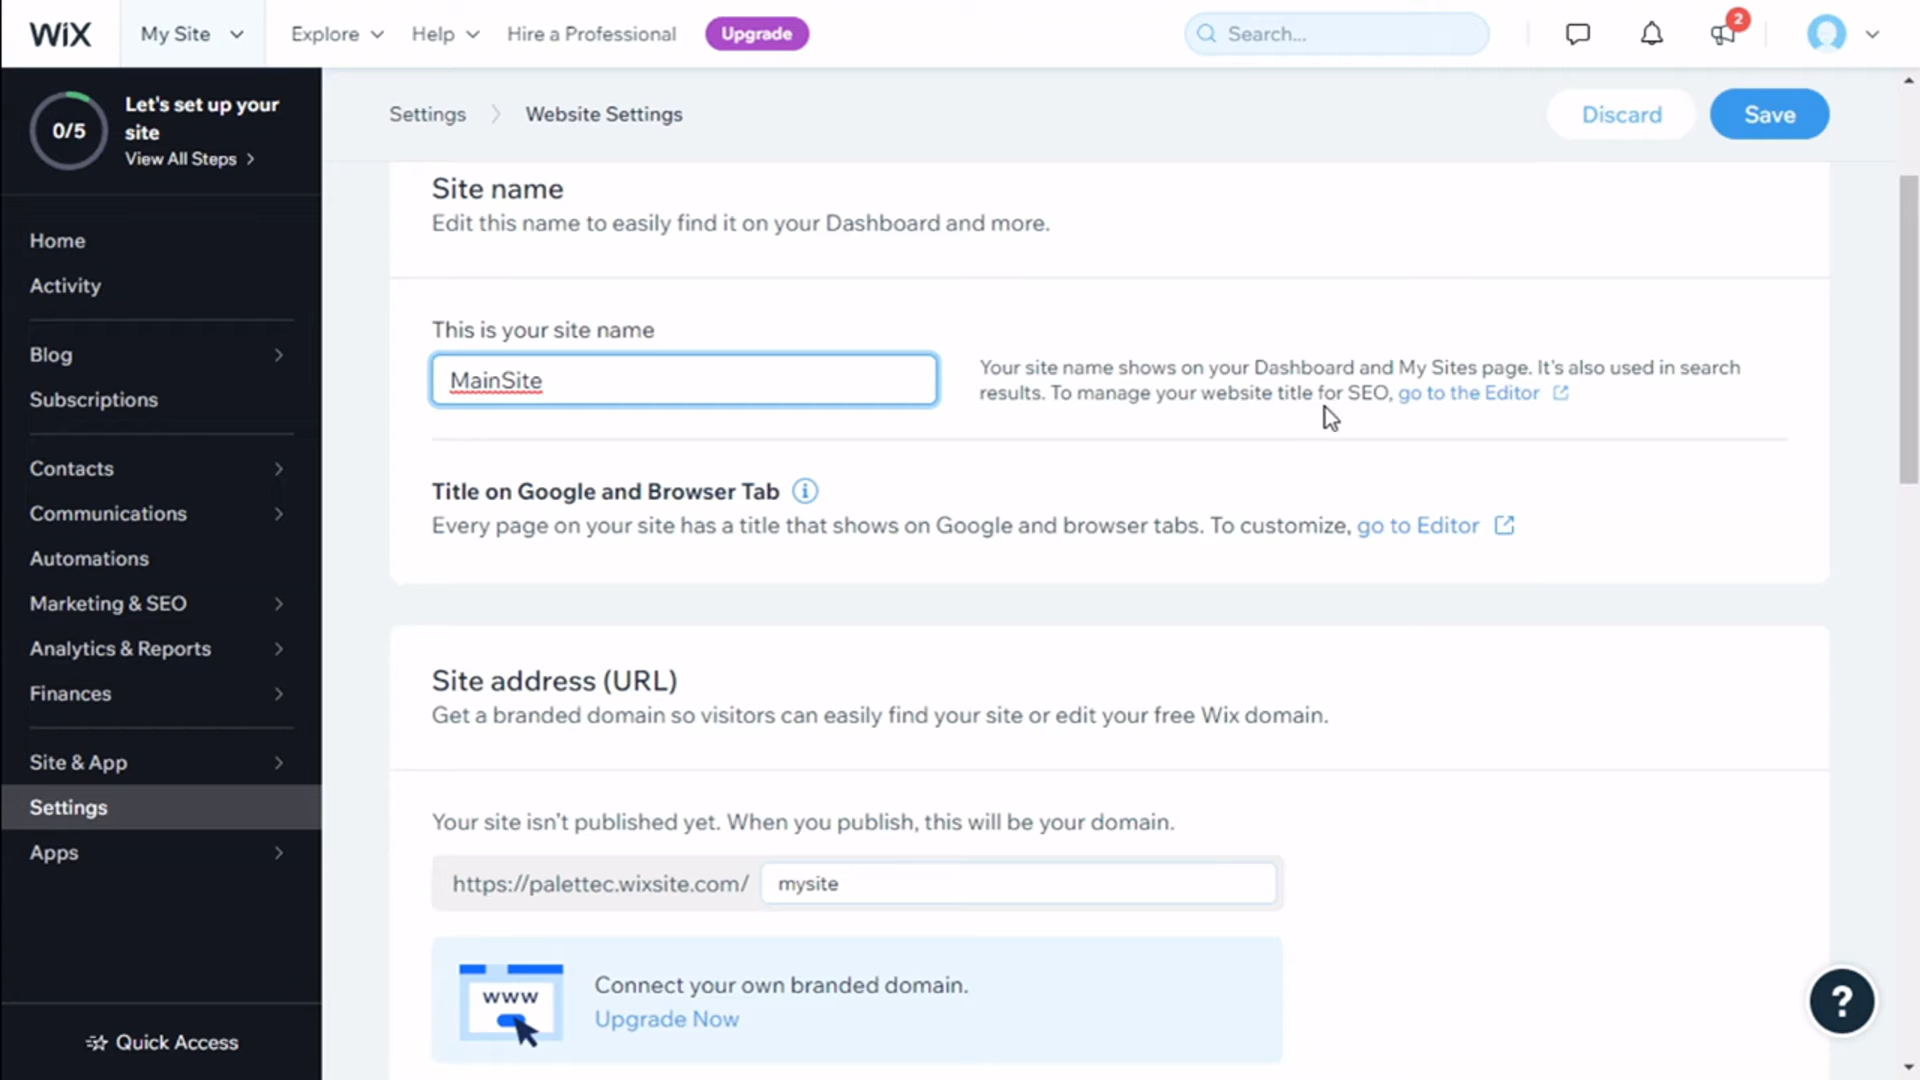 WiX
My Site
Explore
Help
Hire a Professional
Upgrade
Search...
2
0/5
Let's set up your
site
View All Steps
Home
Activity
Blog
Subscriptions
Contacts
Communications
Automations
Marketing & SEO
Analytics & Reports
Finances
Site & App
Settings
Apps
Quick Access
Settings
Website Settings
Discard
Save
Site name
Edit this name to easily find it on your Dashboard and more.
This is your site name
MainSite
Your site name shows on your Dashboard and My Sites page. It's also used in search
results. To manage your website title for SEO, go to the Editor
Title on Google and Browser Tab i
Every page on your site has a title that shows on Google and browser tabs. To customize, go to Editor
Site address (URL)
Get a branded domain so visitors can easily find your site or edit your free Wix domain.
Your site isn't published yet. When you publish, this will be your domain.
https://palettec.wixsite.com/ mysite
www
Connect your own branded domain.
Upgrade Now
?